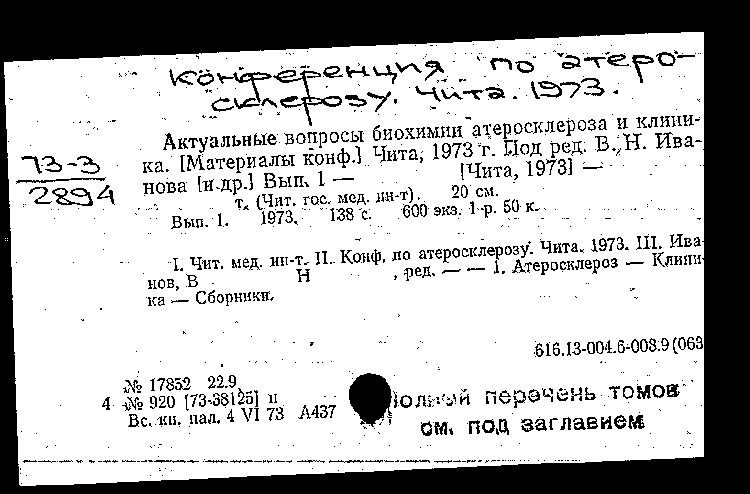 Конференция по атеро-
склерозу. Чита. 1973.
Актуальные вопросы биохимии атеросклероза и клини-
73-3
2894
ка. [Материалы конф.] Чита, 1973 г. Под ред. В. Н. Ива-
нова [и др.] Вып. 1 — [Чита, 1973] —
т. (Чит. гос. мед. ин-т). 20 см.
Вып. 1. 1973. 138 с. 600 экз. 1 р. 50 к.
I. Чит. мед. ин-т. II. Конф. по атеросклерозу. Чита. 1973. III. Ива-
нов, В Н , ред. — — 1. Атеросклероз — Клини-
ка — Сборники.
616.13-004.6-008.9(063
№ 17852 22.9
4 № 920 [73-38125] п
Вс. кн. пал. 4 VI 73 А437
Полный перечень томов
см. под заглавием